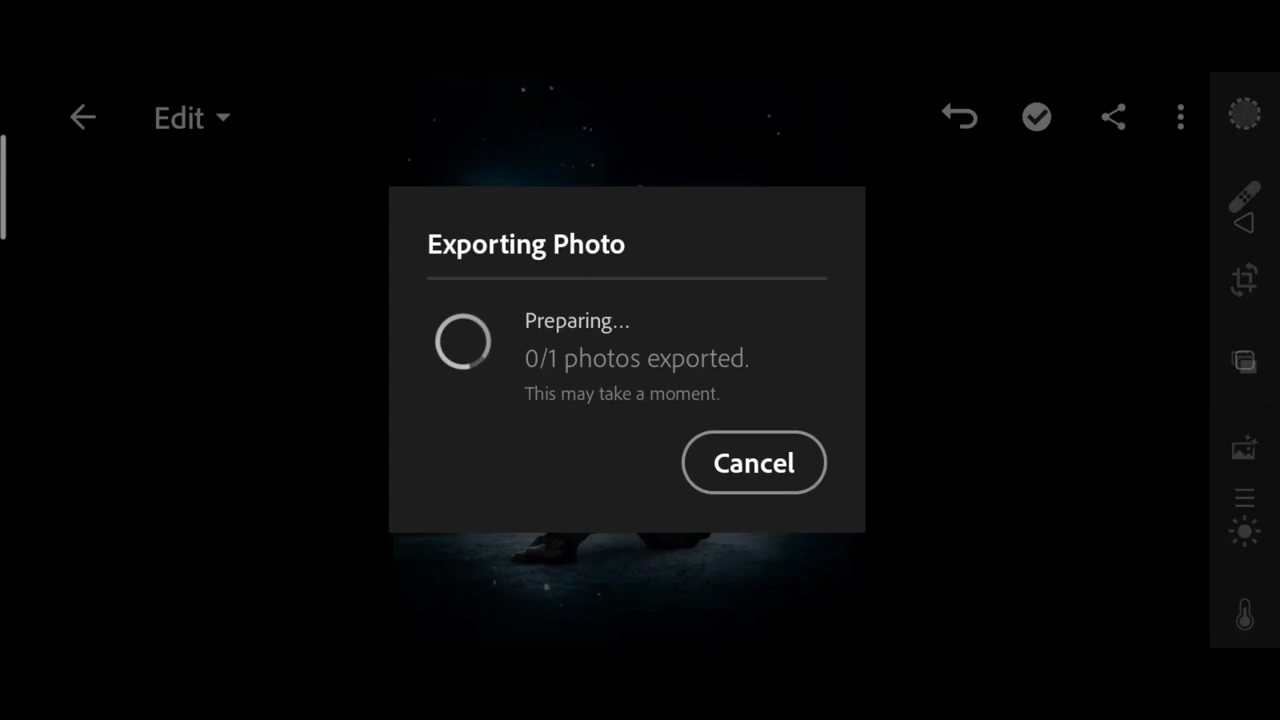 Edit
Exporting Photo
Preparing...
0/1 photos exported.
This may take a moment.
Cancel